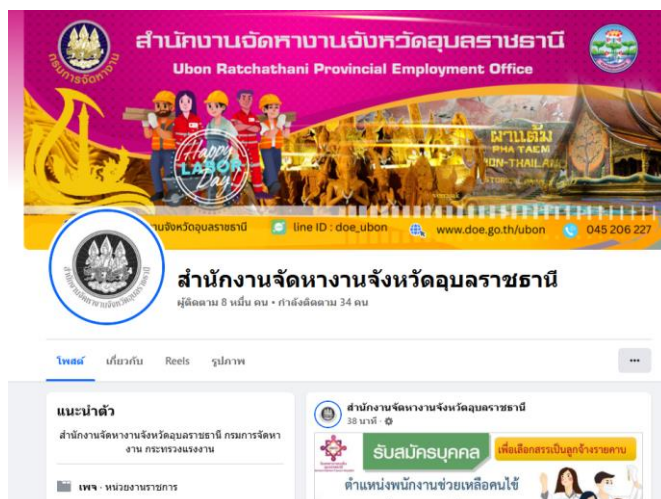 สำนักงานจัดหางานจังหวัดอุบลราชธานี
Ubon Ratchathani Provincial Employment Office
กรมการจัดหางาน
Happy
LABOR
Day!
ผาแต้ม
PHA TAEM
งานจังหวัดอุบลราชธานี
line ID : doe_ubon
www.doe.go.th/ubon
045 206 227
สำนักงานจัดหางานจังหวัดอุบลราชธานี
ผู้ติดตาม 8 หมื่น คน • กำลังติดตาม 34 คน
โพสต์ เกี่ยวกับ Reels รูปภาพ
แนะนำตัว
สำนักงานจัดหางานจังหวัดอุบลราชธานี กรมการจัดหา
งาน กระทรวงแรงงาน
เพจ · หน่วยงานราชการ
สำนักงานจัดหางานจังหวัดอุบลราชธานี
38 นาที ·
รับสมัครบุคคล
เพื่อเลือกสรรเป็นลูกจ้างรายคาบ
ตำแหน่งพนักงานช่วยเหลือคนไข้